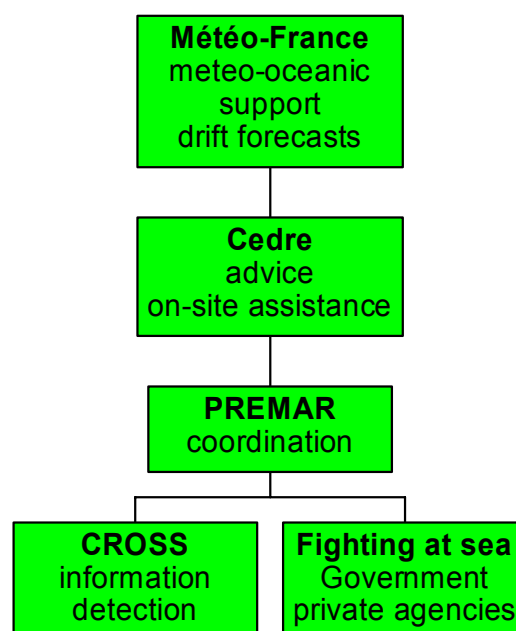 Météo-France
meteo-oceanic
support
drift forecasts
Cedre
advice
on-site assistance
PREMAR
coordination
CROSS
information
detection
Fighting at sea
Government
private agencies